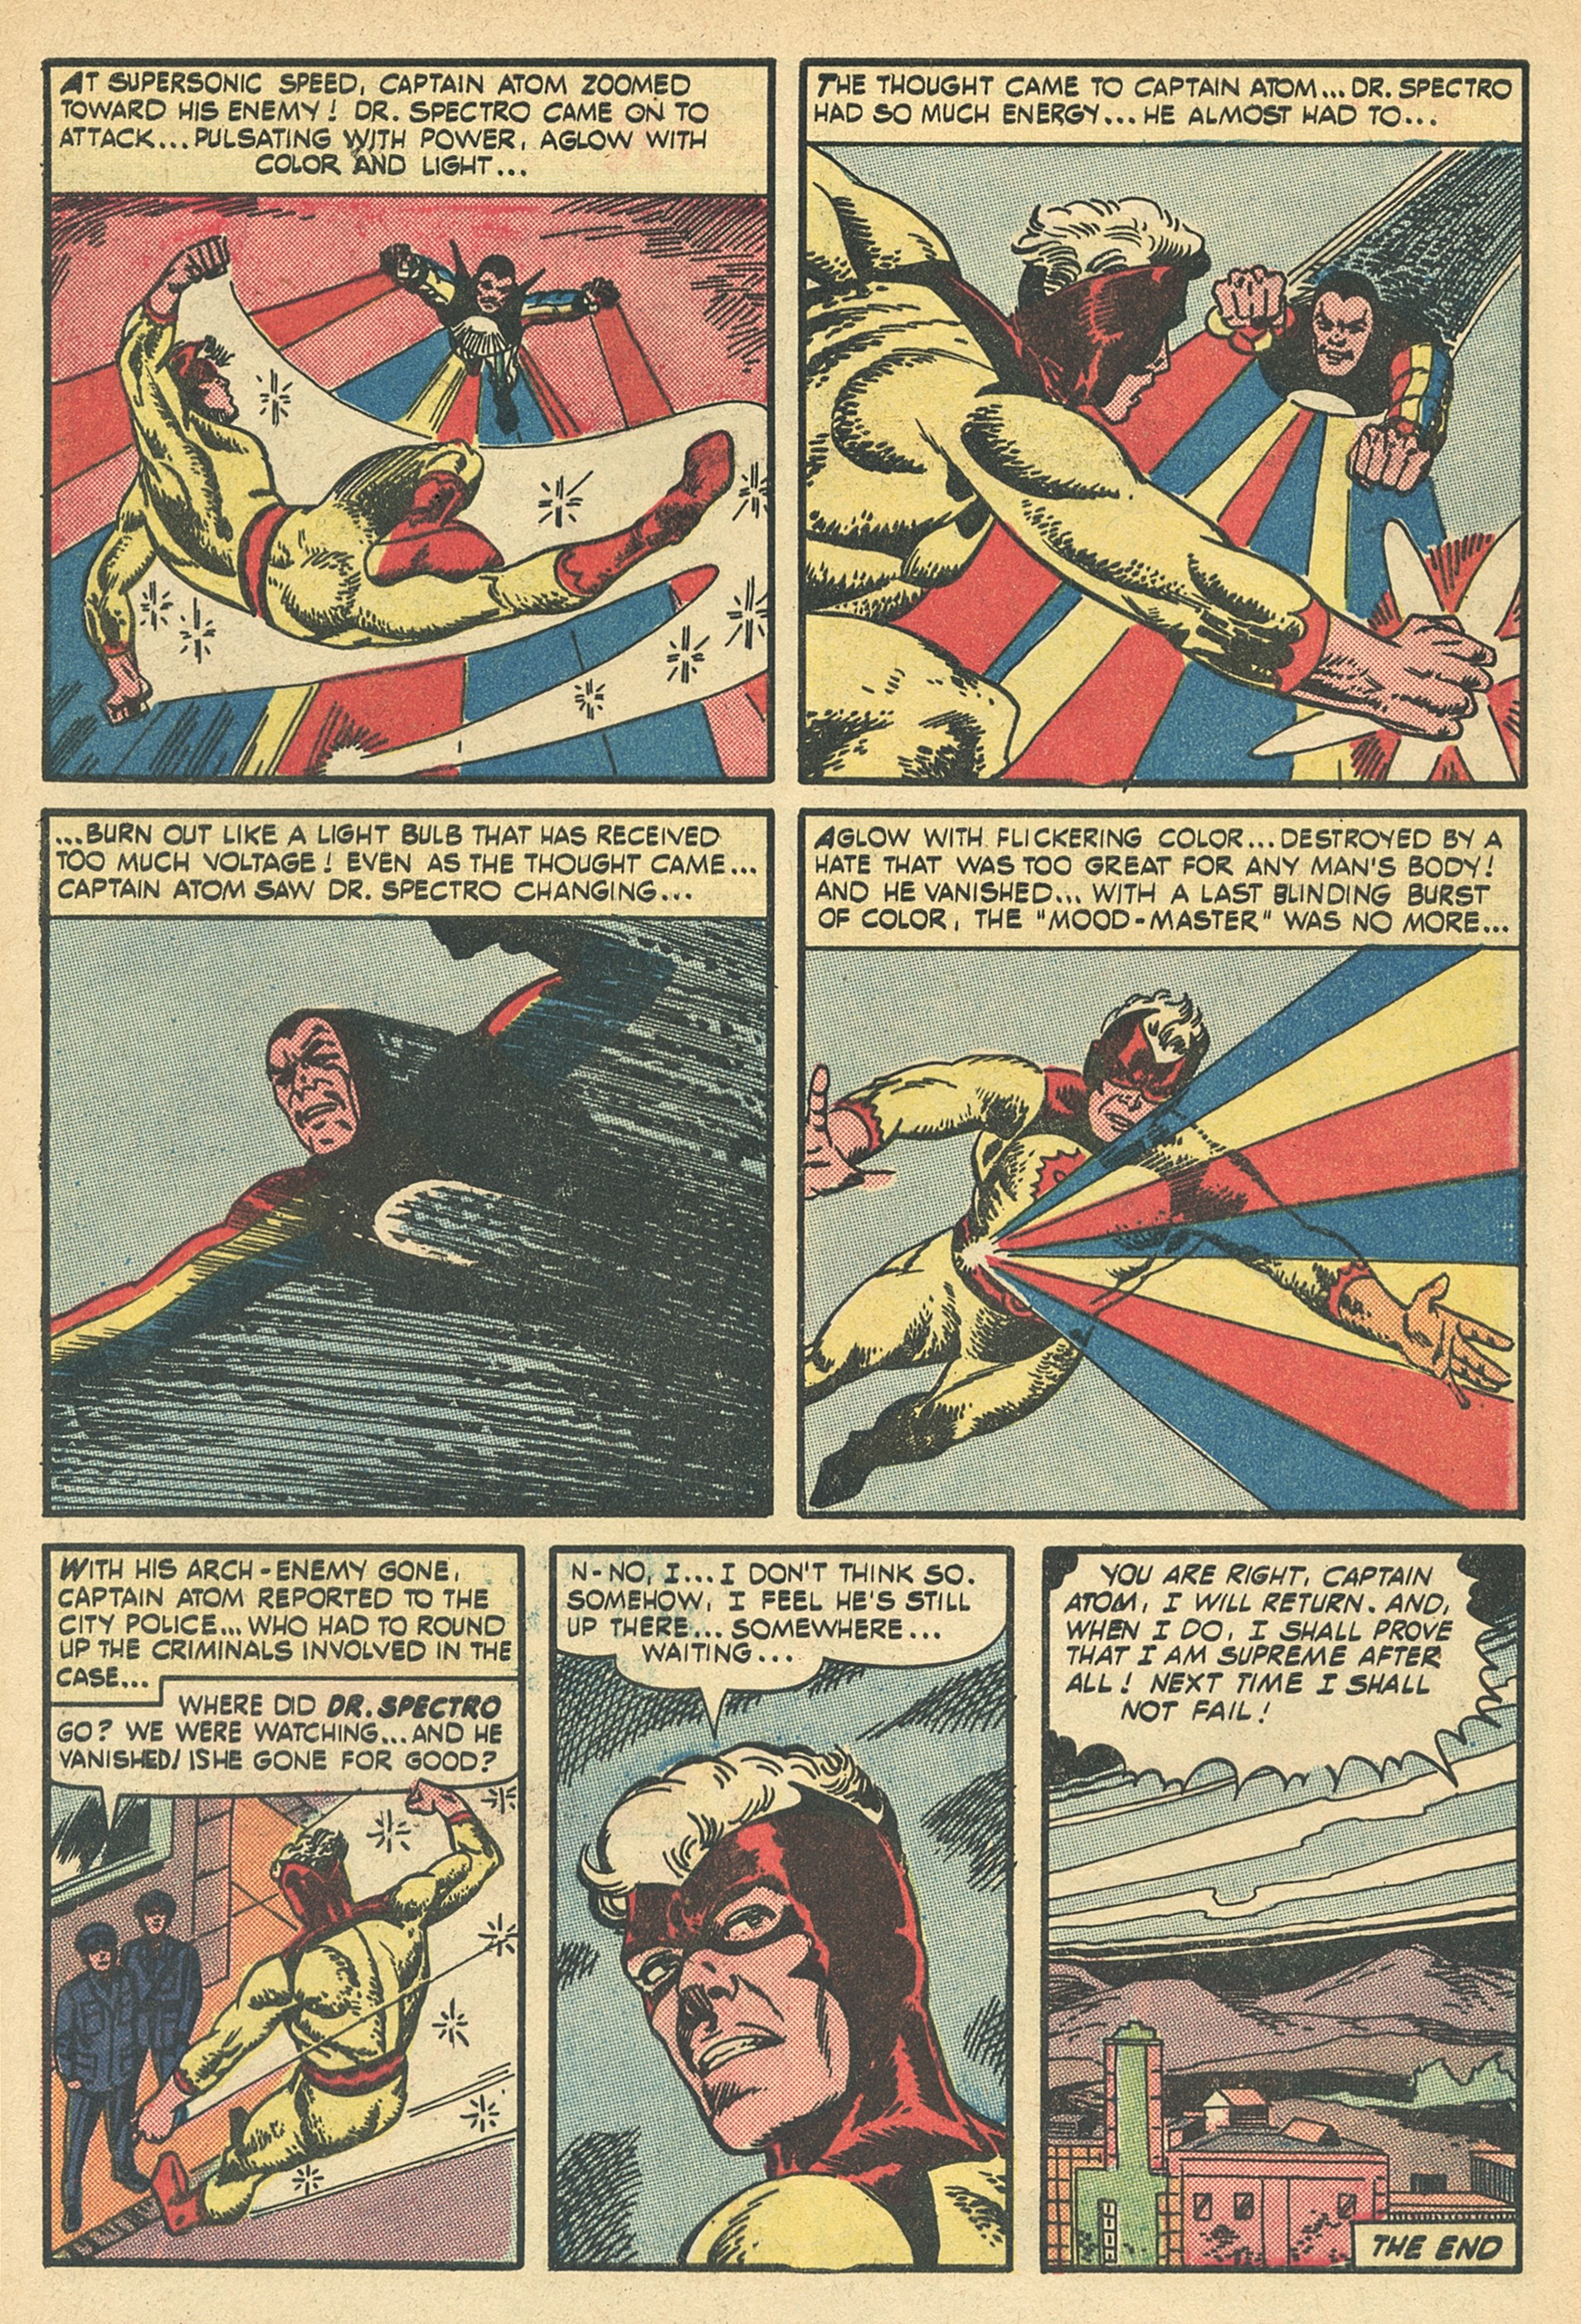 AT SUPERSONIC SPEED, CAPTAIN ATOM ZOOMED
TOWARD HIS ENEMY! DR. SPECTRO CAME ON TO
ATTACK... PULSATING WITH POWER, AGLOW WITH
COLOR AND LIGHT...
THE THOUGHT CAME TO CAPTAIN ATOM... DR. SPECTRO
HAD SO MUCH ENERGY... HE ALMOST HAD TO...
...BURN OUT LIKE A LIGHT BULB THAT HAS RECEIVED
TOO MUCH VOLTAGE! EVEN AS THE THOUGHT CAME...
CAPTAIN ATOM SAW DR. SPECTRO CHANGING...
AGLOW WITH FLICKERING COLOR... DESTROYED BY A
HATE THAT WAS TOO GREAT FOR ANY MAN'S BODY!
AND HE VANISHED... WITH A LAST BLINDING BURST
OF COLOR, THE "MOOD-MASTER" WAS NO MORE...
WITH HIS ARCH-ENEMY GONE,
CAPTAIN ATOM REPORTED TO THE
CITY POLICE... WHO HAD TO ROUND
UP THE CRIMINALS INVOLVED IN THE
CASE...
WHERE DID DR. SPECTRO
GO? WE WERE WATCHING... AND HE
VANISHED! IS HE GONE FOR GOOD?
N-NO, I... I DON'T THINK SO.
SOMEHOW, I FEEL HE'S STILL
UP THERE... SOMEWHERE...
WAITING...
YOU ARE RIGHT, CAPTAIN
ATOM, I WILL RETURN. AND,
WHEN I DO, I SHALL PROVE
THAT I AM SUPREME AFTER
ALL! NEXT TIME I SHALL
NOT FAIL!
THE END